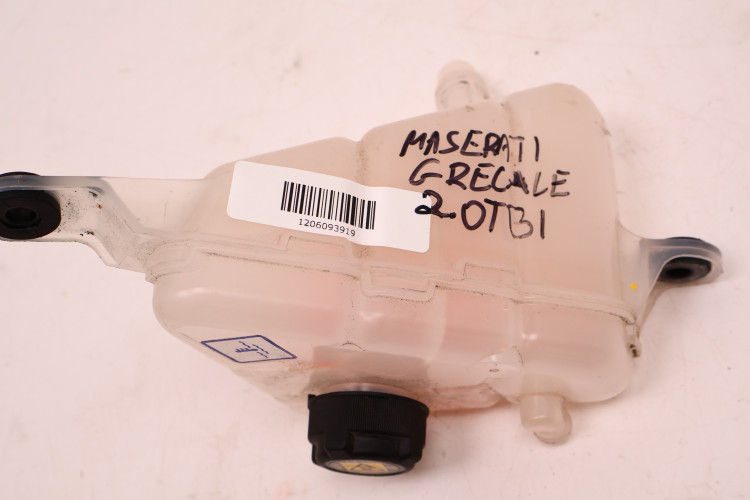 MASERATI
GRECALE
2.0TBI
1206093919